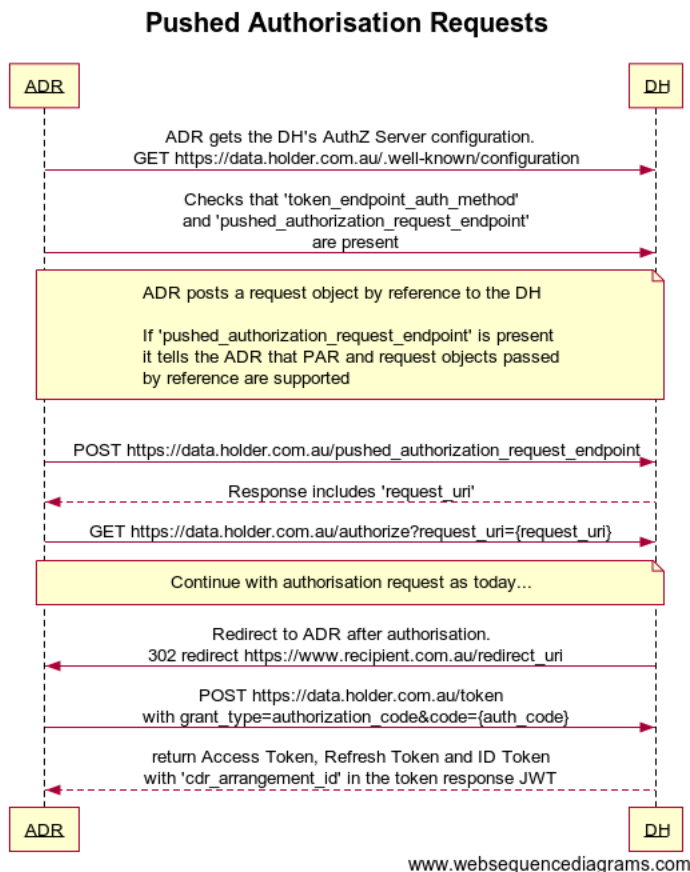 Pushed Authorisation Requests
ADR DH
ADR gets the DH's AuthZ Server configuration.
GET https://data.holder.com.au/.well-known/configuration
Checks that 'token_endpoint_auth_method'
and 'pushed_authorization_request_endpoint'
are present
ADR posts a request object by reference to the DH
If 'pushed_authorization_request_endpoint' is present
it tells the ADR that PAR and request objects passed
by reference are supported
POST https://data.holder.com.au/pushed_authorization_request_endpoint
Response includes 'request_uri'
GET https://data.holder.com.au/authorize?request_uri={request_uri}
Continue with authorisation request as today...
Redirect to ADR after authorisation.
302 redirect https://www.recipient.com.au/redirect_uri
POST https://data.holder.com.au/token
with grant_type=authorization_code&code={auth_code}
return Access Token, Refresh Token and ID Token
with 'cdr_arrangement_id' in the token response JWT
ADR DH
www.websequencediagrams.com